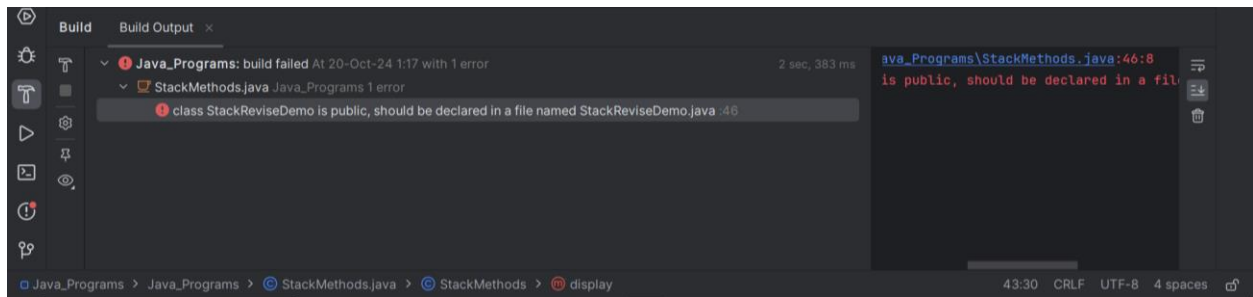 Build Build Output ×
Java_Programs: build failed At 20-Oct-24 1:17 with 1 error 2 sec, 383 ms
StackMethods.java Java_Programs 1 error
class StackReviseDemo is public, should be declared in a file named StackReviseDemo.java :46
ava_Programs\StackMethods.java:46:8
is public, should be declared in a fil
Java_Programs > Java_Programs > StackMethods.java > StackMethods > display 43:30 CRLF UTF-8 4 spaces